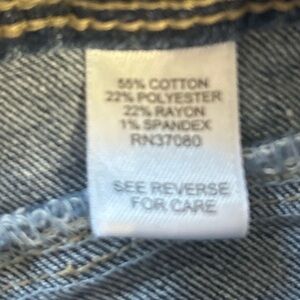 55% COTTON
22% POLYESTER
22% RAYON
1% SPANDEX
RN37080
SEE REVERSE
FOR CARE